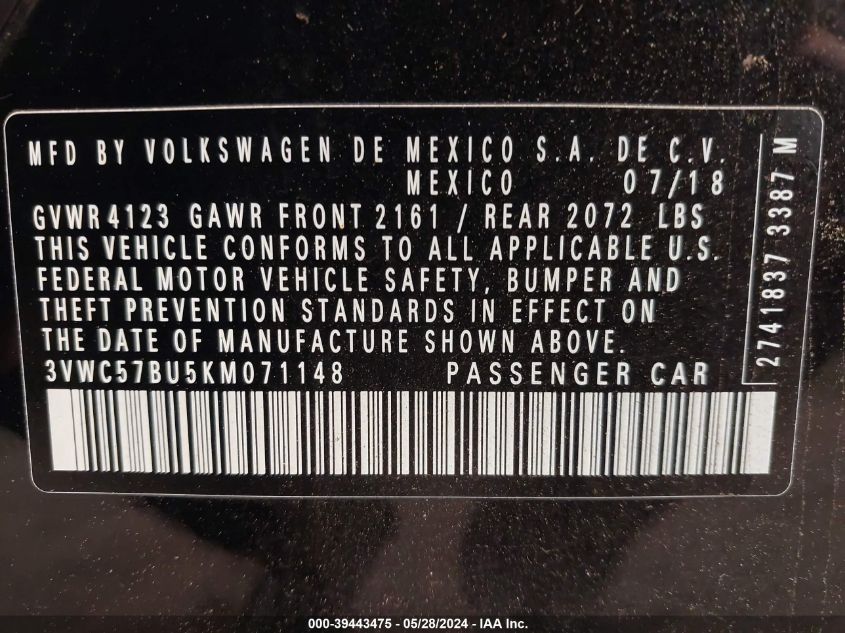 MFD BY VOLKSWAGEN DE MEXICO S.A. DE C.V.
MEXICO 07/18
GVWR4123 GAWR FRONT 2161 / REAR 2072 LBS
THIS VEHICLE CONFORMS TO ALL APPLICABLE U.S.
FEDERAL MOTOR VEHICLE SAFETY, BUMPER AND
THEFT PREVENTION STANDARDS IN EFFECT ON
THE DATE OF MANUFACTURE SHOWN ABOVE.
3VWC57BU5KM071148 PASSENGER CAR
2741837 3387 M
000-39443475 - 05/28/2024 - IAA Inc.